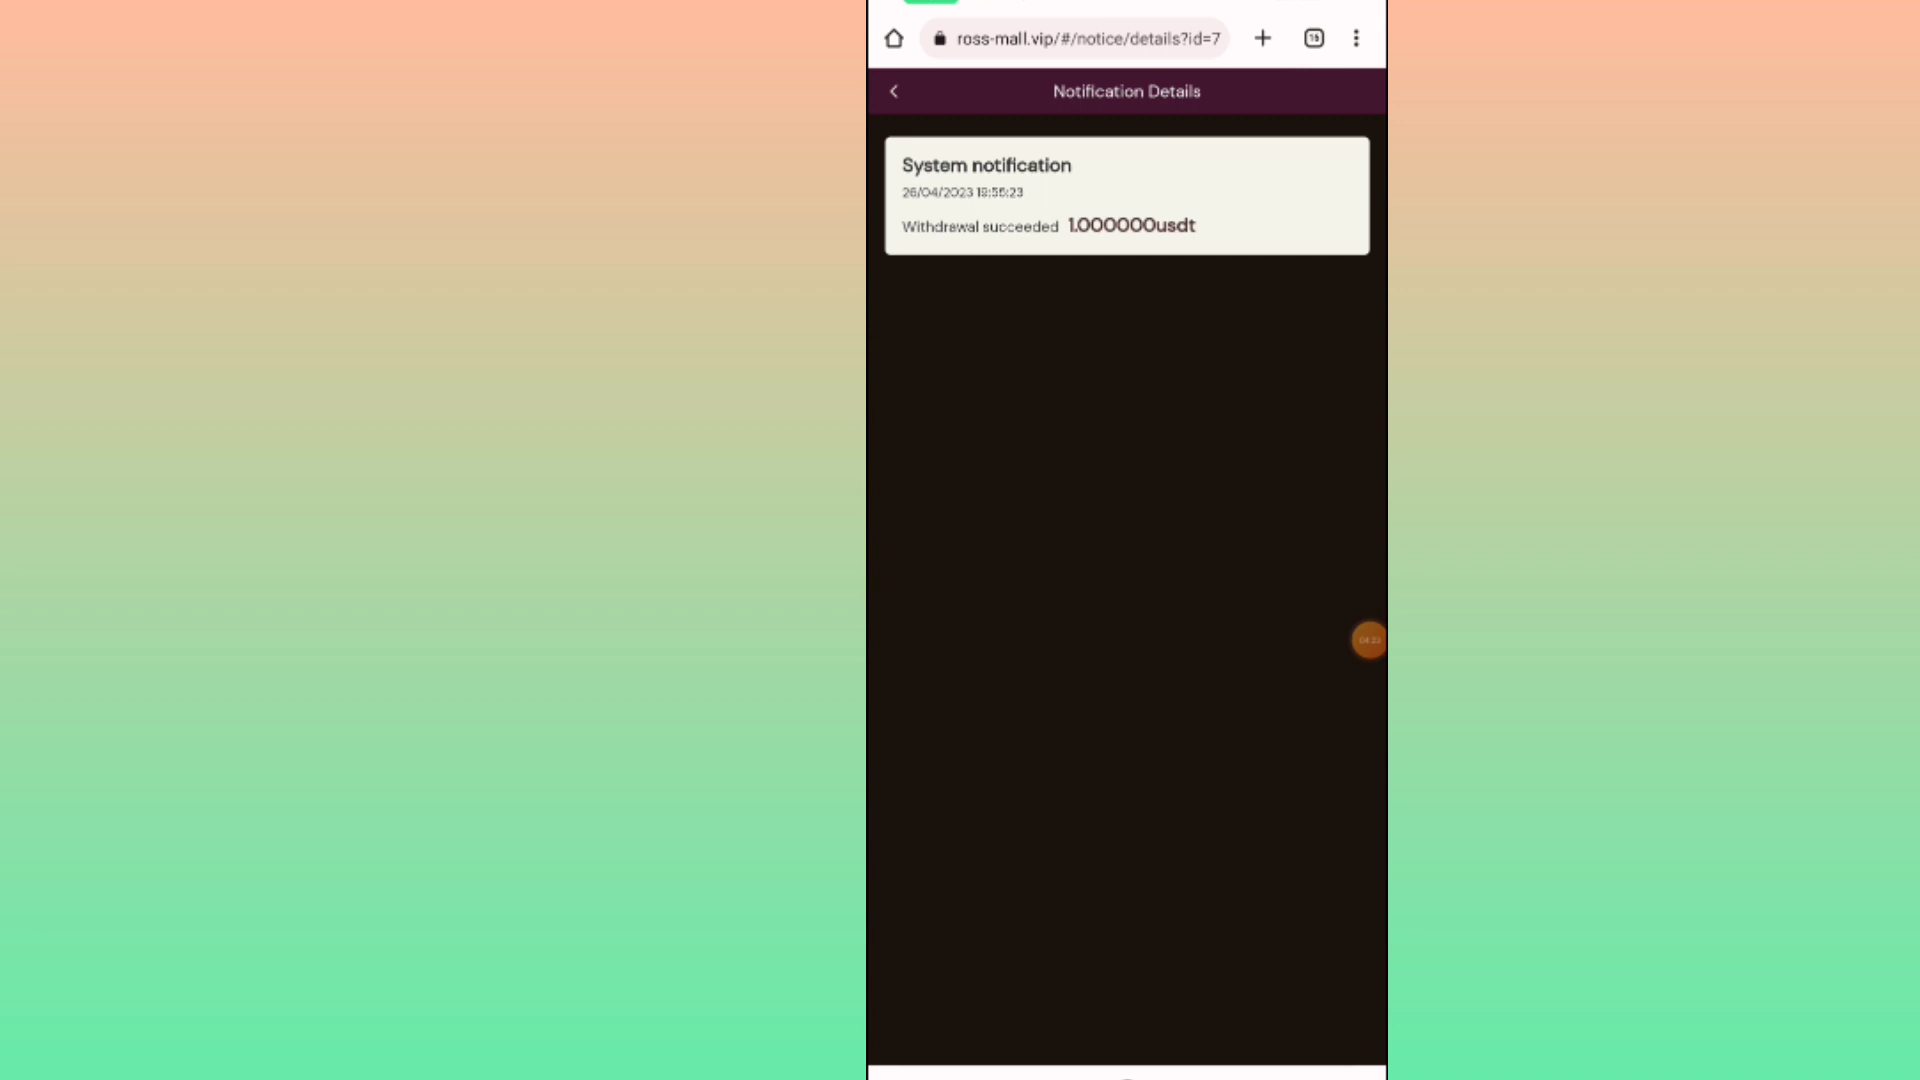 ross-mall.vip/#/notice/details?id=7
Notification Details
System notification
26/04/2023 19:55:23
Withdrawal succeeded 1.000000usdt